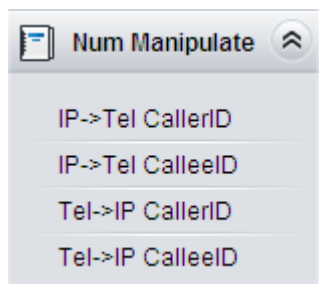 Num Manipulate
IP->Tel CallerID
IP->Tel CalleeID
Tel->IP CallerID
Tel->IP CalleeID